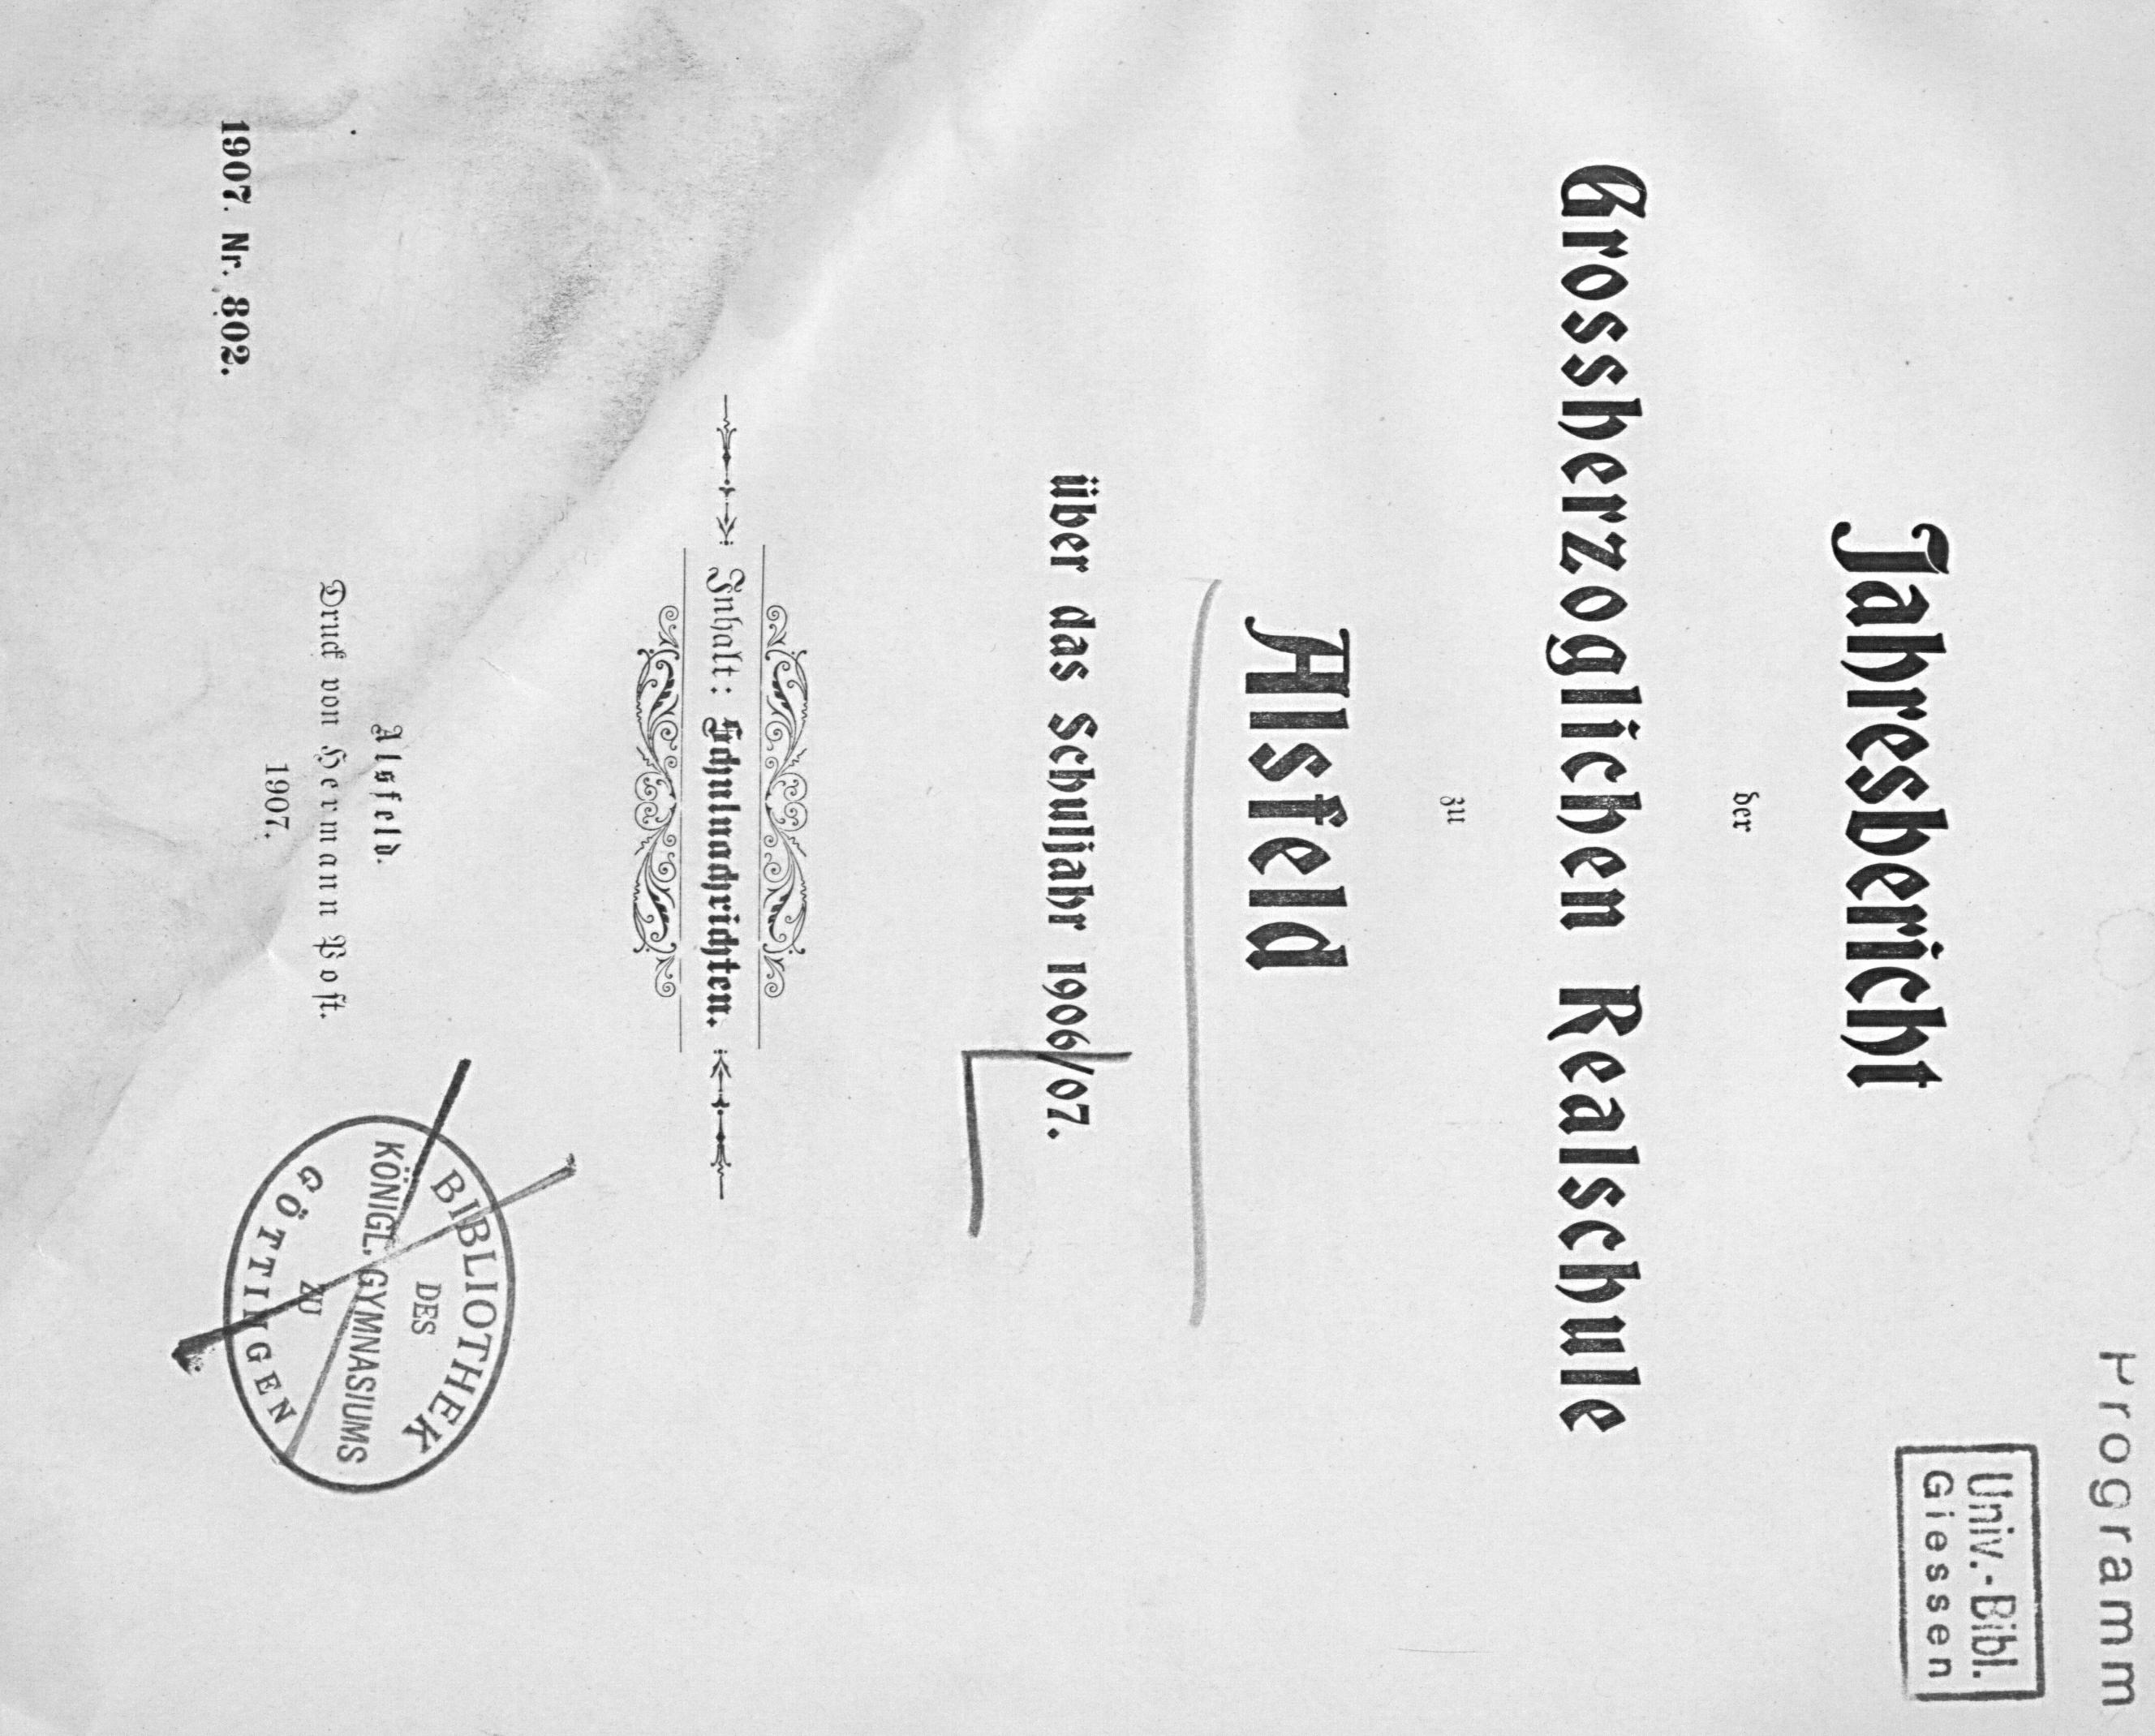 Programm
Univ.-Bibl.
Giessen
Jahresbericht
der
Grossherzoglichen Realschule
zu
Alsfeld
über das Schuljahr 1906/07.
Inhalt: Schulnachrichten.
Alsfeld.
Druck von Hermann Post.
1907.
1907. Nr. 802.
BIBLIOTHEK
DES
KÖNIGL. GYMNASIUMS
ZU
GÖTTINGEN